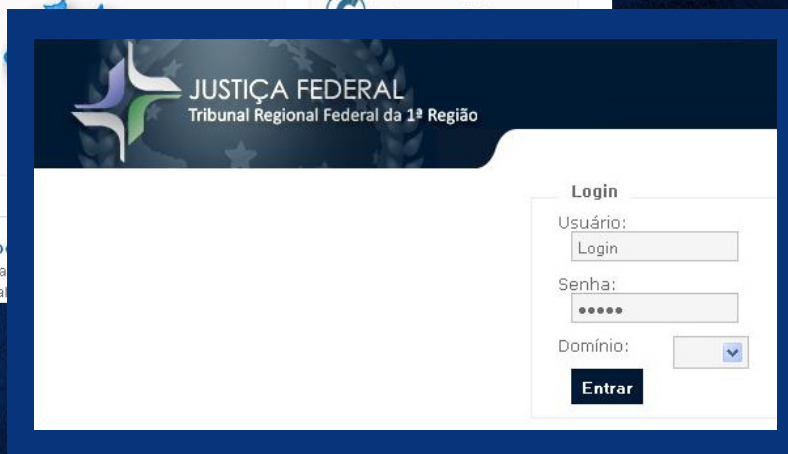 JUSTIÇA FEDERAL
Tribunal Regional Federal da 1ª Região
Login
Usuário:
Login
Senha:
•••••
Domínio:
Entrar